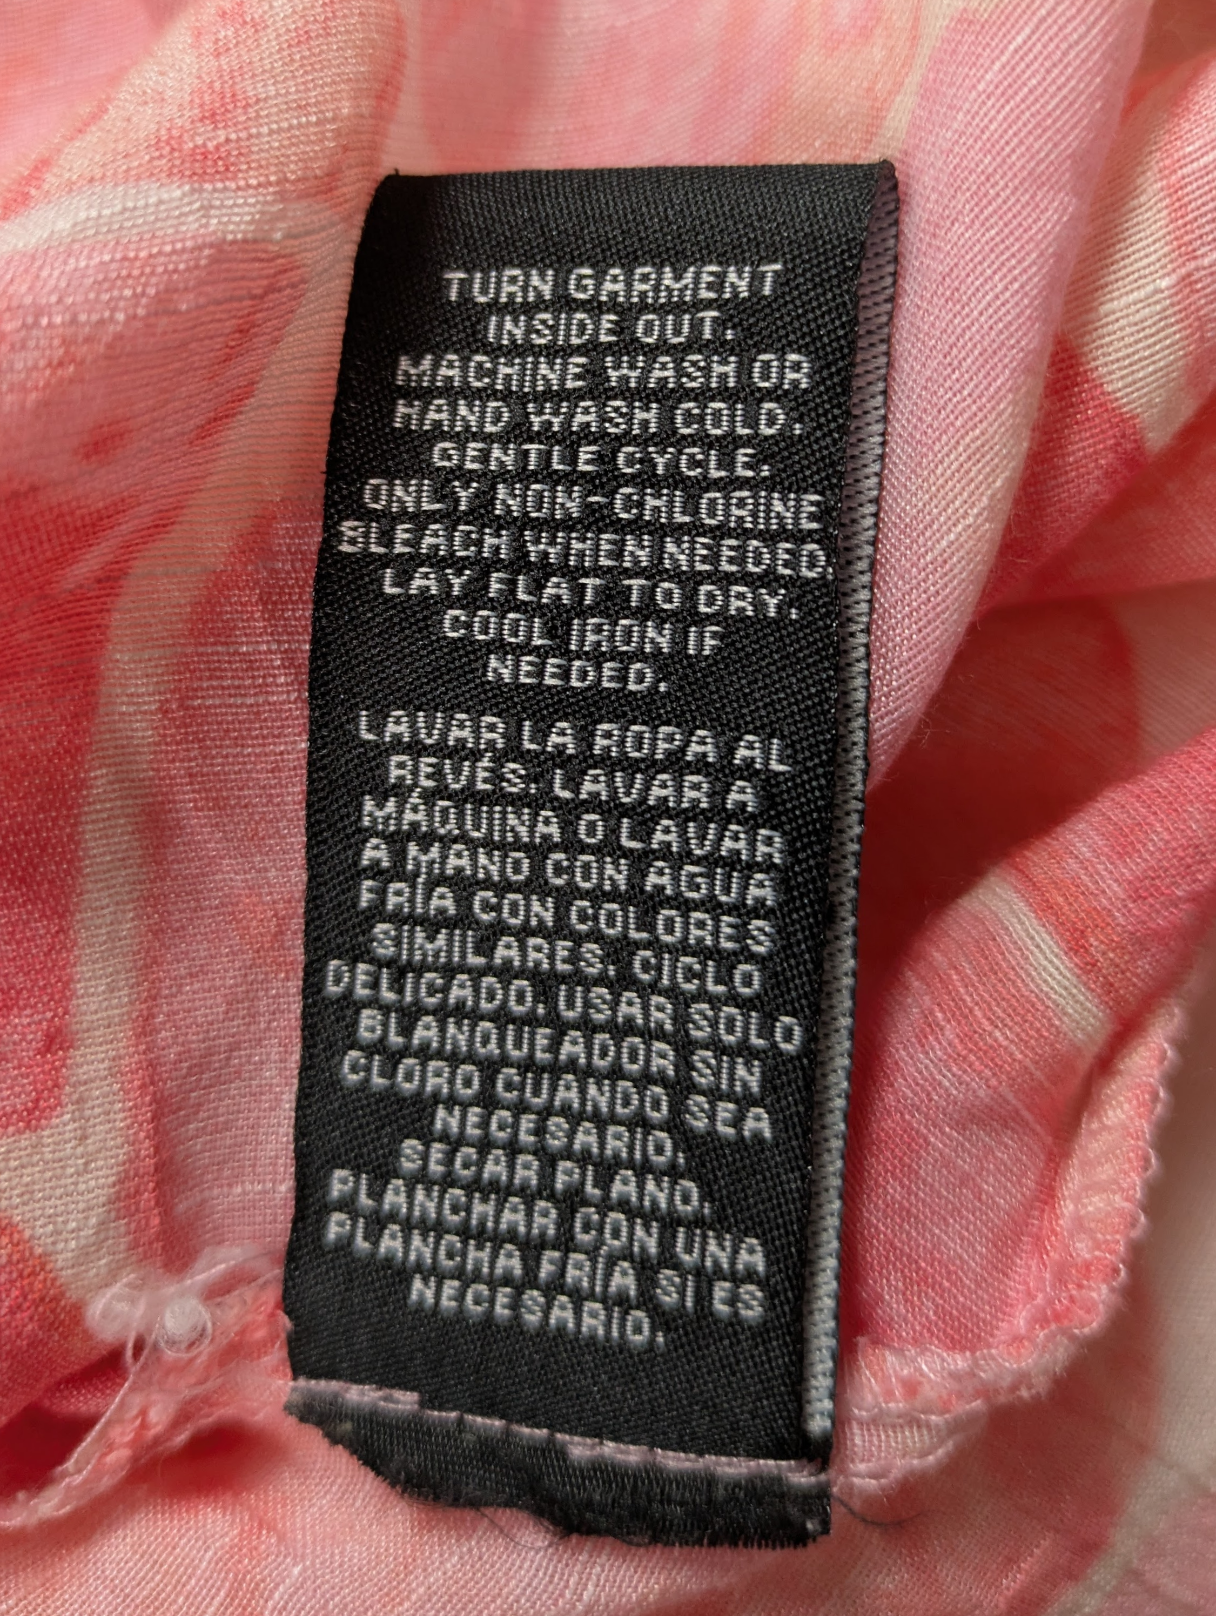 TURN GARMENT
INSIDE OUT.
MACHINE WASH OR
HAND WASH COLD.
GENTLE CYCLE.
ONLY NON-CHLORINE
BLEACH WHEN NEEDED
LAY FLAT TO DRY.
COOL IRON IF
NEEDED.
LAVAR LA ROPA AL
REVÉS. LAVAR A
MÁQUINA O LAVAR
A MANO CON AGUA
FRÍA CON COLORES
SIMILARES. CICLO
DELICADO. USAR SOLO
BLANQUEADOR SIN
CLORO CUANDO SEA
NECESARIO.
SECAR PLANO.
PLANCHAR CON UNA
PLANCHA FRÍA SI ES
NECESARIO.